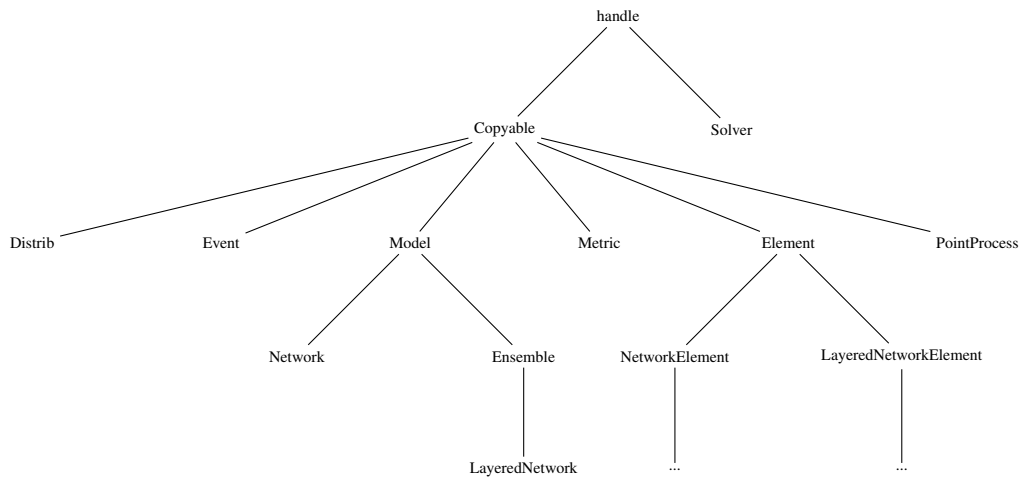 handle
Copyable
Solver
Distrib
Event
Model
Metric
Element
PointProcess
Network
Ensemble
NetworkElement
LayeredNetworkElement
LayeredNetwork
...
...